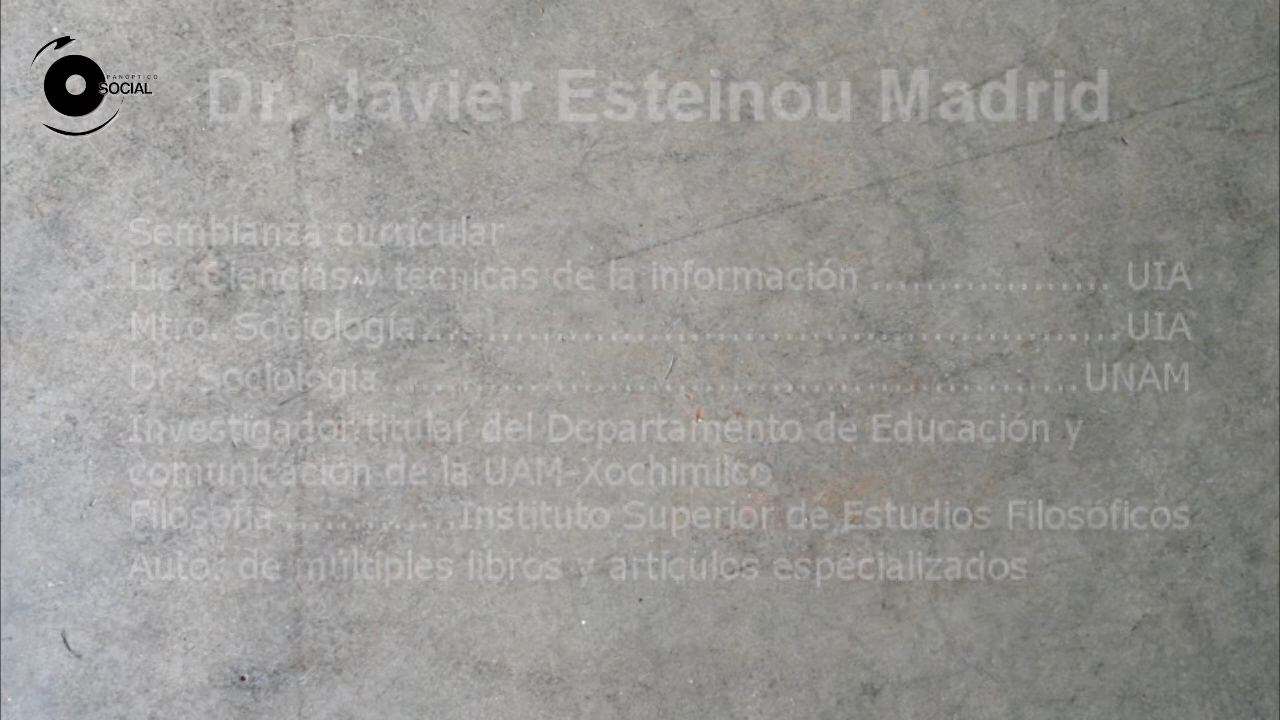 PANÓPTICO
SOCIAL
Dr. Javier Esteinou Madrid
Semblanza curricular
Lic. Ciencias y técnicas de la información .................. UIA
Mtro. Sociología...................................................... UIA
Dr. Sociología ...................................................... UNAM
Investigador titular del Departamento de Educación y
comunicación de la UAM-Xochimilco
Filosofía .............Instituto Superior de Estudios Filosóficos
Autor de múltiples libros y artículos especializados